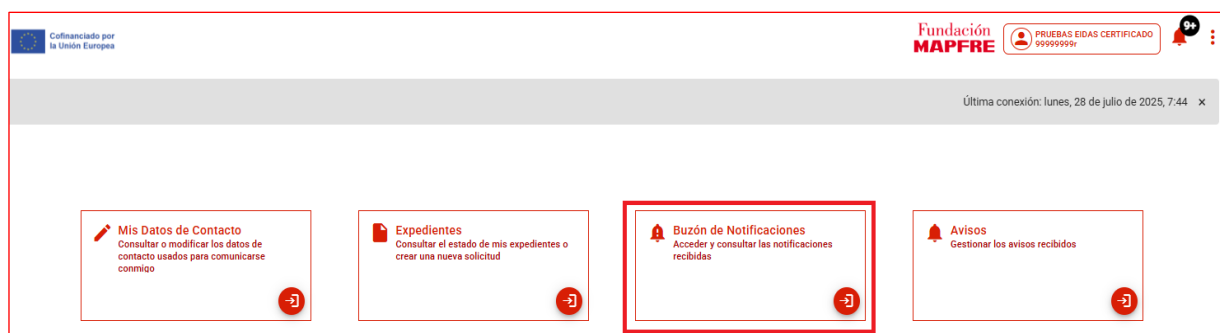 Cofinanciado por
la Unión Europea
Fundación
MAPFRE
PRUEBAS EIDAS CERTIFICADO
99999999r
9+
Última conexión: lunes, 28 de julio de 2025, 7:44 ×
Mis Datos de Contacto
Consultar o modificar los datos de
contacto usados para comunicarse
conmigo
Expedientes
Consultar el estado de mis expedientes o
crear una nueva solicitud
Buzón de Notificaciones
Acceder y consultar las notificaciones
recibidas
Avisos
Gestionar los avisos recibidos